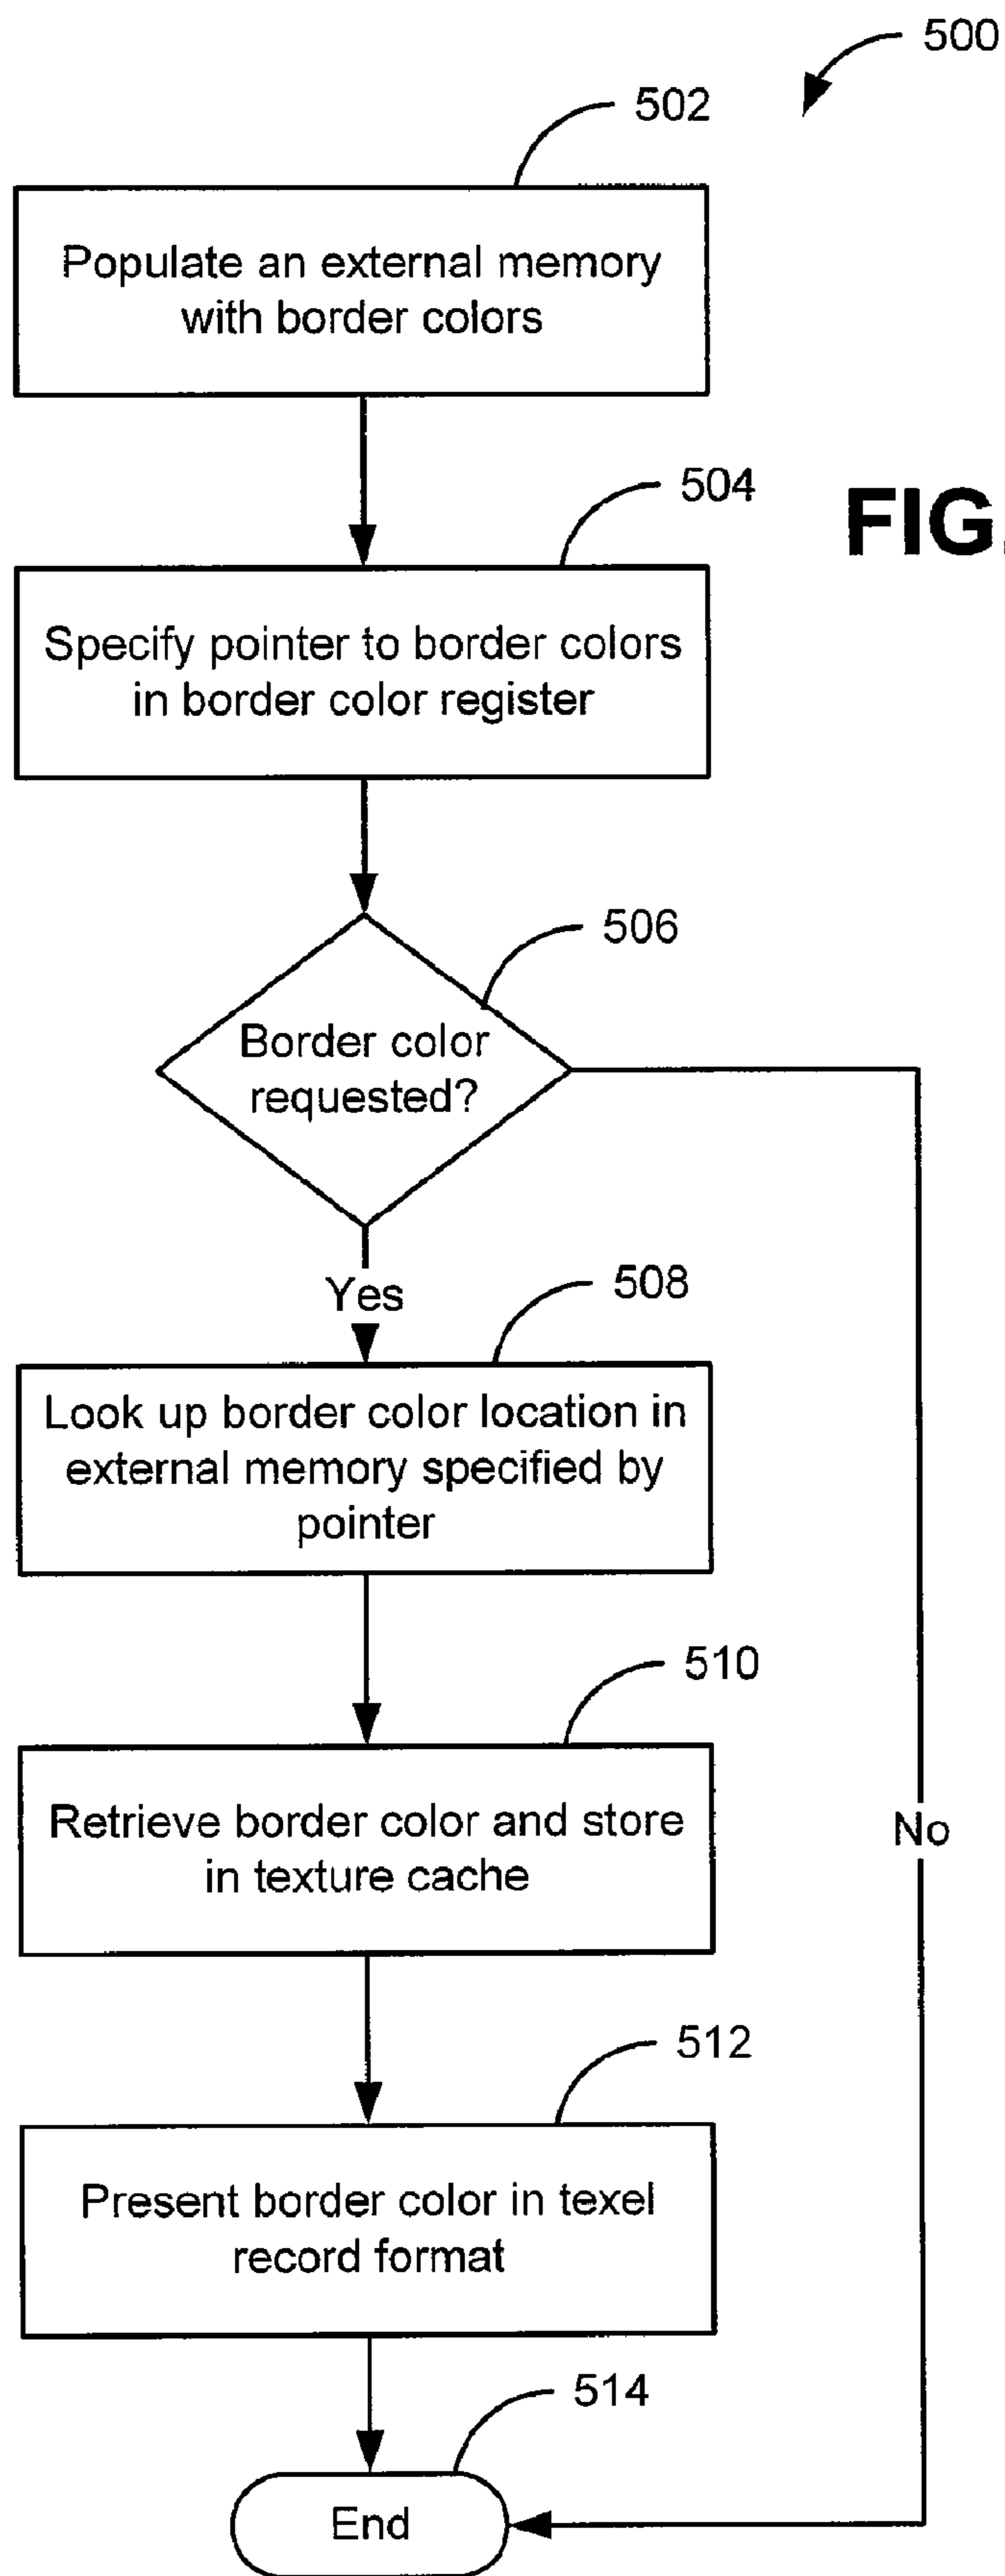 500
502
Populate an external memory
with border colors
504
FIG.
Specify pointer to border colors
in border color register
506
Border color
requested?
Yes
508
Look up border color location in
external memory specified by
pointer
510
Retrieve border color and store
in texture cache
No
512
Present border color in texel
record format
514
End